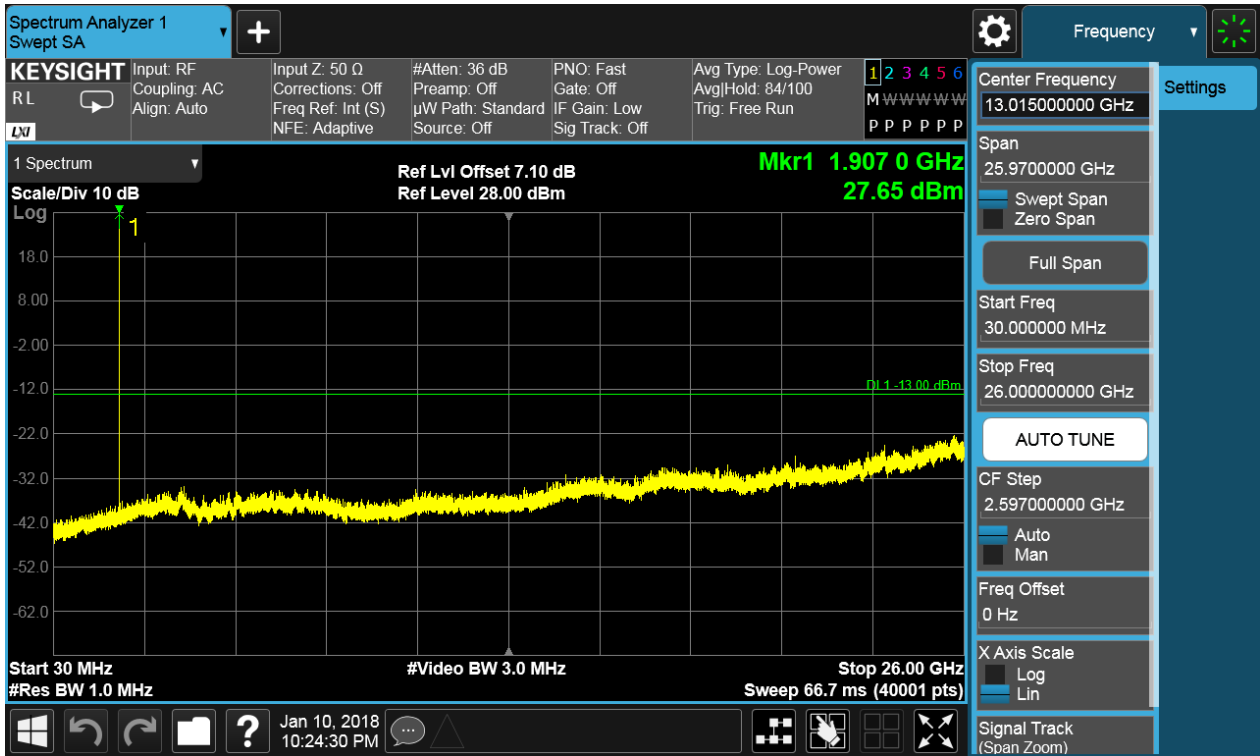 Spectrum Analyzer 1
Swept SA
+
Frequency
KEYSIGHT
R L
LXI
Input: RF
Coupling: AC
Align: Auto
Input Z: 50 Ω
Corrections: Off
Freq Ref: Int (S)
NFE: Adaptive
#Atten: 36 dB
Preamp: Off
µW Path: Standard
Source: Off
PNO: Fast
Gate: Off
IF Gain: Low
Sig Track: Off
Avg Type: Log-Power
Avg|Hold: 84/100
Trig: Free Run
1 2 3 4 5 6
M W W W W W
P P P P P P
1 Spectrum
Scale/Div 10 dB
Log
Ref Lvl Offset 7.10 dB
Ref Level 28.00 dBm
Mkr1 1.907 0 GHz
27.65 dBm
1
18.0
8.00
-2.00
-12.0
-22.0
-32.0
-42.0
-52.0
-62.0
DL1 -13.00 dBm
Start 30 MHz
#Res BW 1.0 MHz
#Video BW 3.0 MHz
Stop 26.00 GHz
Sweep 66.7 ms (40001 pts)
Center Frequency
13.015000000 GHz
Span
25.9700000 GHz
Swept Span
Zero Span
Full Span
Start Freq
30.000000 MHz
Stop Freq
26.000000000 GHz
AUTO TUNE
CF Step
2.597000000 GHz
Auto
Man
Freq Offset
0 Hz
X Axis Scale
Log
Lin
Signal Track
(Span Zoom)
Settings
?
Jan 10, 2018
10:24:30 PM